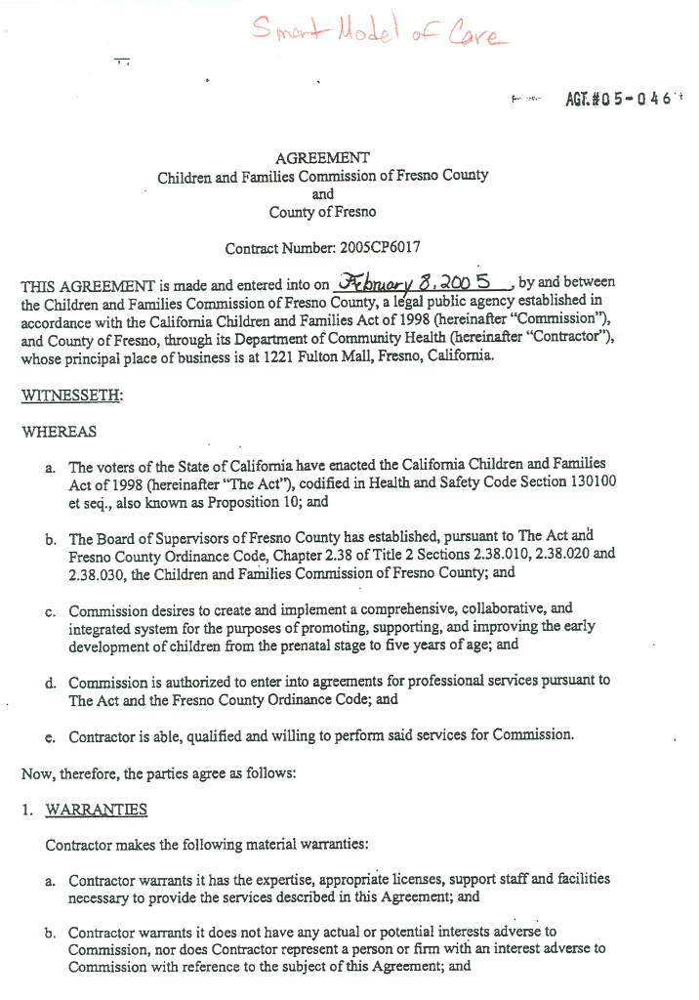 Smart Model of Care
AGT.#05-046
AGREEMENT
Children and Families Commission of Fresno County
and
County of Fresno
Contract Number: 2005CP6017
THIS AGREEMENT is made and entered into on February 8, 2005, by and between
the Children and Families Commission of Fresno County, a legal public agency established in
accordance with the California Children and Families Act of 1998 (hereinafter “Commission”),
and County of Fresno, through its Department of Community Health (hereinafter “Contractor”),
whose principal place of business is at 1221 Fulton Mall, Fresno, California.
WITNESSETH:
WHEREAS
a. The voters of the State of California have enacted the California Children and Families
Act of 1998 (hereinafter “The Act”), codified in Health and Safety Code Section 130100
et seq., also known as Proposition 10; and
b. The Board of Supervisors of Fresno County has established, pursuant to The Act and
Fresno County Ordinance Code, Chapter 2.38 of Title 2 Sections 2.38.010, 2.38.020 and
2.38.030, the Children and Families Commission of Fresno County; and
c. Commission desires to create and implement a comprehensive, collaborative, and
integrated system for the purposes of promoting, supporting, and improving the early
development of children from the prenatal stage to five years of age; and
d. Commission is authorized to enter into agreements for professional services pursuant to
The Act and the Fresno County Ordinance Code; and
e. Contractor is able, qualified and willing to perform said services for Commission.
Now, therefore, the parties agree as follows:
1. WARRANTIES
Contractor makes the following material warranties:
a. Contractor warrants it has the expertise, appropriate licenses, support staff and facilities
necessary to provide the services described in this Agreement; and
b. Contractor warrants it does not have any actual or potential interests adverse to
Commission, nor does Contractor represent a person or firm with an interest adverse to
Commission with reference to the subject of this Agreement; and